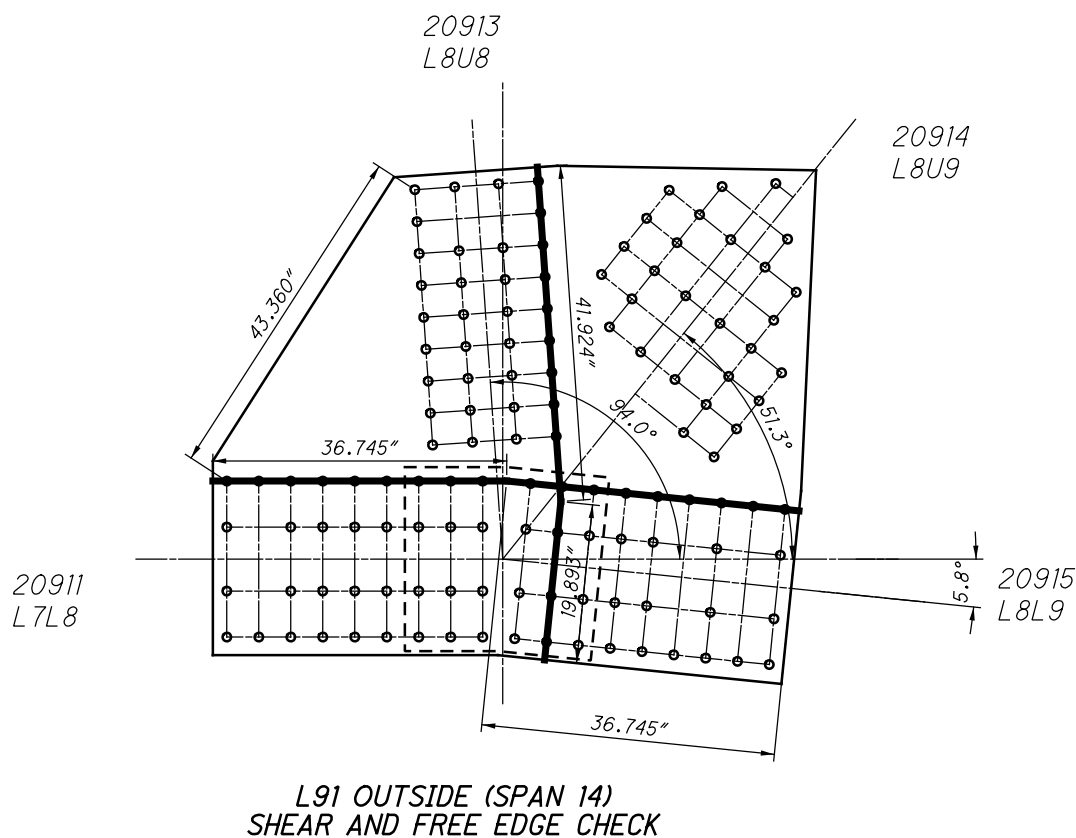 20913
L8U8
20914
L8U9
43.360"
41.924"
94.0°
51.3°
36.745"
19.893"
20911
L7L8
5.8°
20915
L8L9
36.745"
L91 OUTSIDE (SPAN 14)
SHEAR AND FREE EDGE CHECK